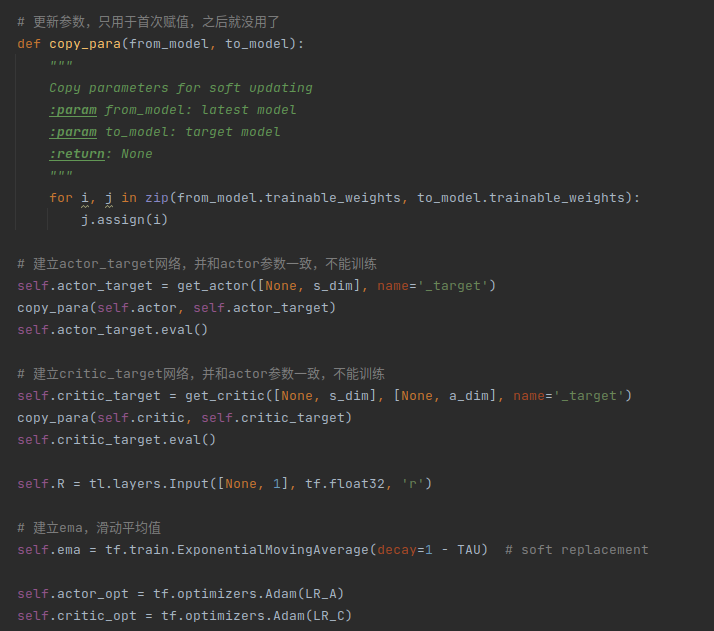 # 更新参数，只用于首次赋值，之后就没用了
def copy_para(from_model, to_model):
"""
Copy parameters for soft updating
:param from_model: latest model
:param to_model: target model
:return: None
"""
for i, j in zip(from_model.trainable_weights, to_model.trainable_weights):
j.assign(i)
# 建立actor_target网络，并和actor参数一致，不能训练
self.actor_target = get_actor([None, s_dim], name='_target')
copy_para(self.actor, self.actor_target)
self.actor_target.eval()
# 建立critic_target网络，并和actor参数一致，不能训练
self.critic_target = get_critic([None, s_dim], [None, a_dim], name='_target')
copy_para(self.critic, self.critic_target)
self.critic_target.eval()
self.R = tl.layers.Input([None, 1], tf.float32, 'r')
# 建立ema，滑动平均值
self.ema = tf.train.ExponentialMovingAverage(decay=1 - TAU)  # soft replacement
self.actor_opt = tf.optimizers.Adam(LR_A)
self.critic_opt = tf.optimizers.Adam(LR_C)